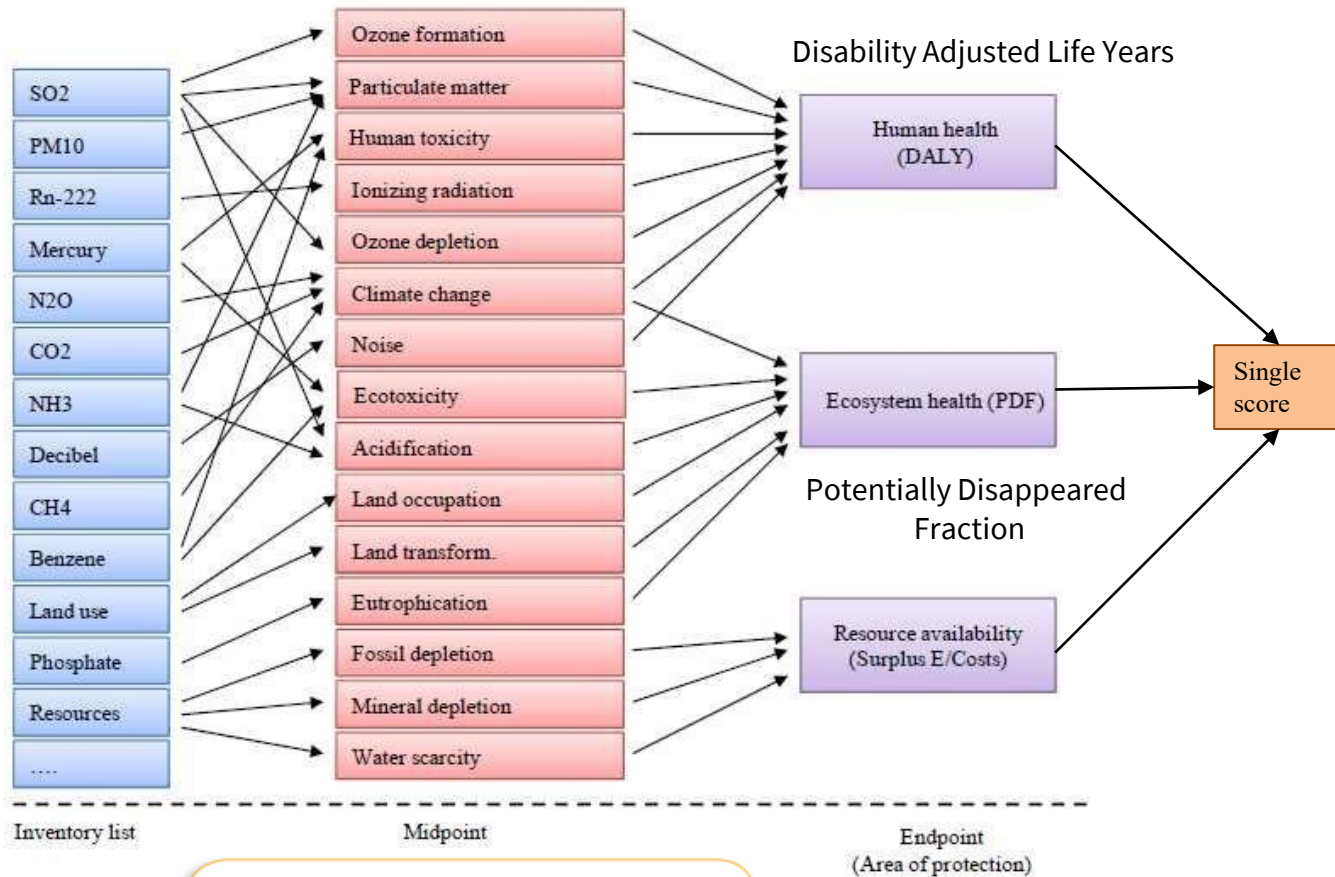 Disability Adjusted Life Years
SO2
PM10
Rn-222
Mercury
N2O
CO2
NH3
Decibel
CH4
Benzene
Land use
Phosphate
Resources
....
Ozone formation
Particulate matter
Human toxicity
Ionizing radiation
Ozone depletion
Climate change
Noise
Ecotoxicity
Acidification
Land occupation
Land transform.
Eutrophication
Fossil depletion
Mineral depletion
Water scarcity
Human health
(DALY)
Ecosystem health (PDF)
Potentially Disappeared
Fraction
Resource availability
(Surplus E/Costs)
Single
score
Inventory list
Midpoint
Endpoint
(Area of protection)